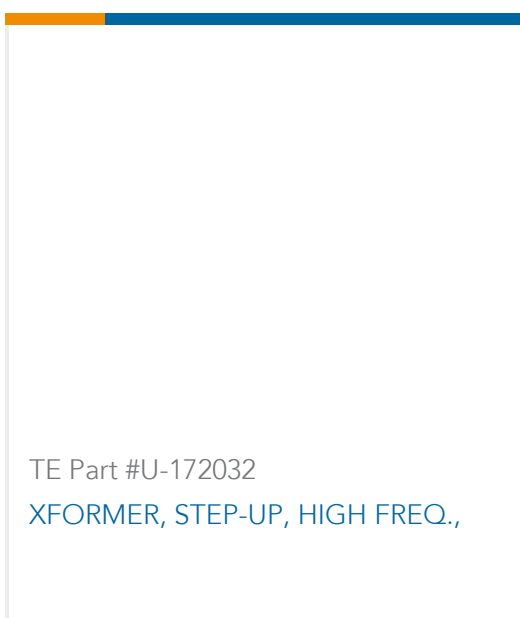 TE Part #U-172032
XFORMER, STEP-UP, HIGH FREQ.,